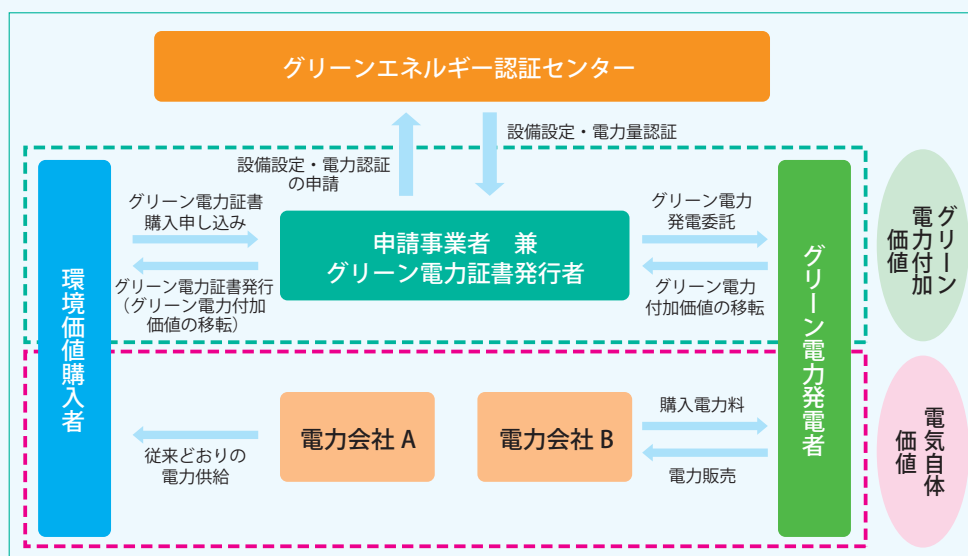 グリーンエネルギー認証センター
設備設定・電力量認証
設備設定・電力認証
の申請
グリーン電力証書
購入申し込み
グリーン電力証書発行
（グリーン電力付加
価値の移転）
環境価値購入者
申請事業者　兼
グリーン電力証書発行者
グリーン電力
発電委託
グリーン電力
付加価値の移転
グリーン電力発電者
グリーン
電力付加
価値
電力会社 A
従来どおりの
電力供給
電力会社 B
購入電力料
電力販売
電気自体
価値